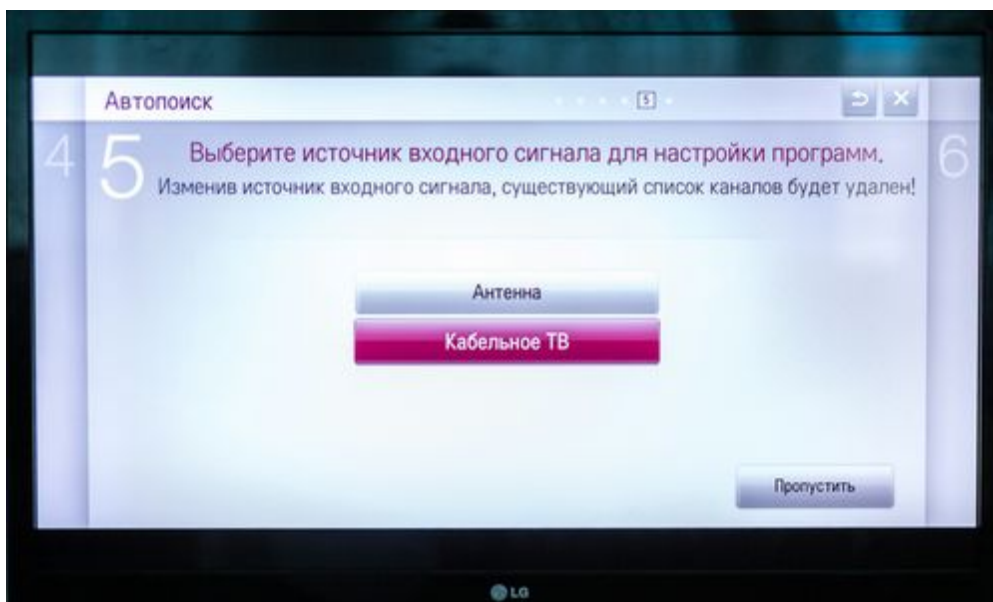 Автопоиск
5
4
5
Выберите источник входного сигнала для настройки программ.
6
Изменив источник входного сигнала, существующий список каналов будет удален!
Антенна
Кабельное ТВ
Пропустить
LG